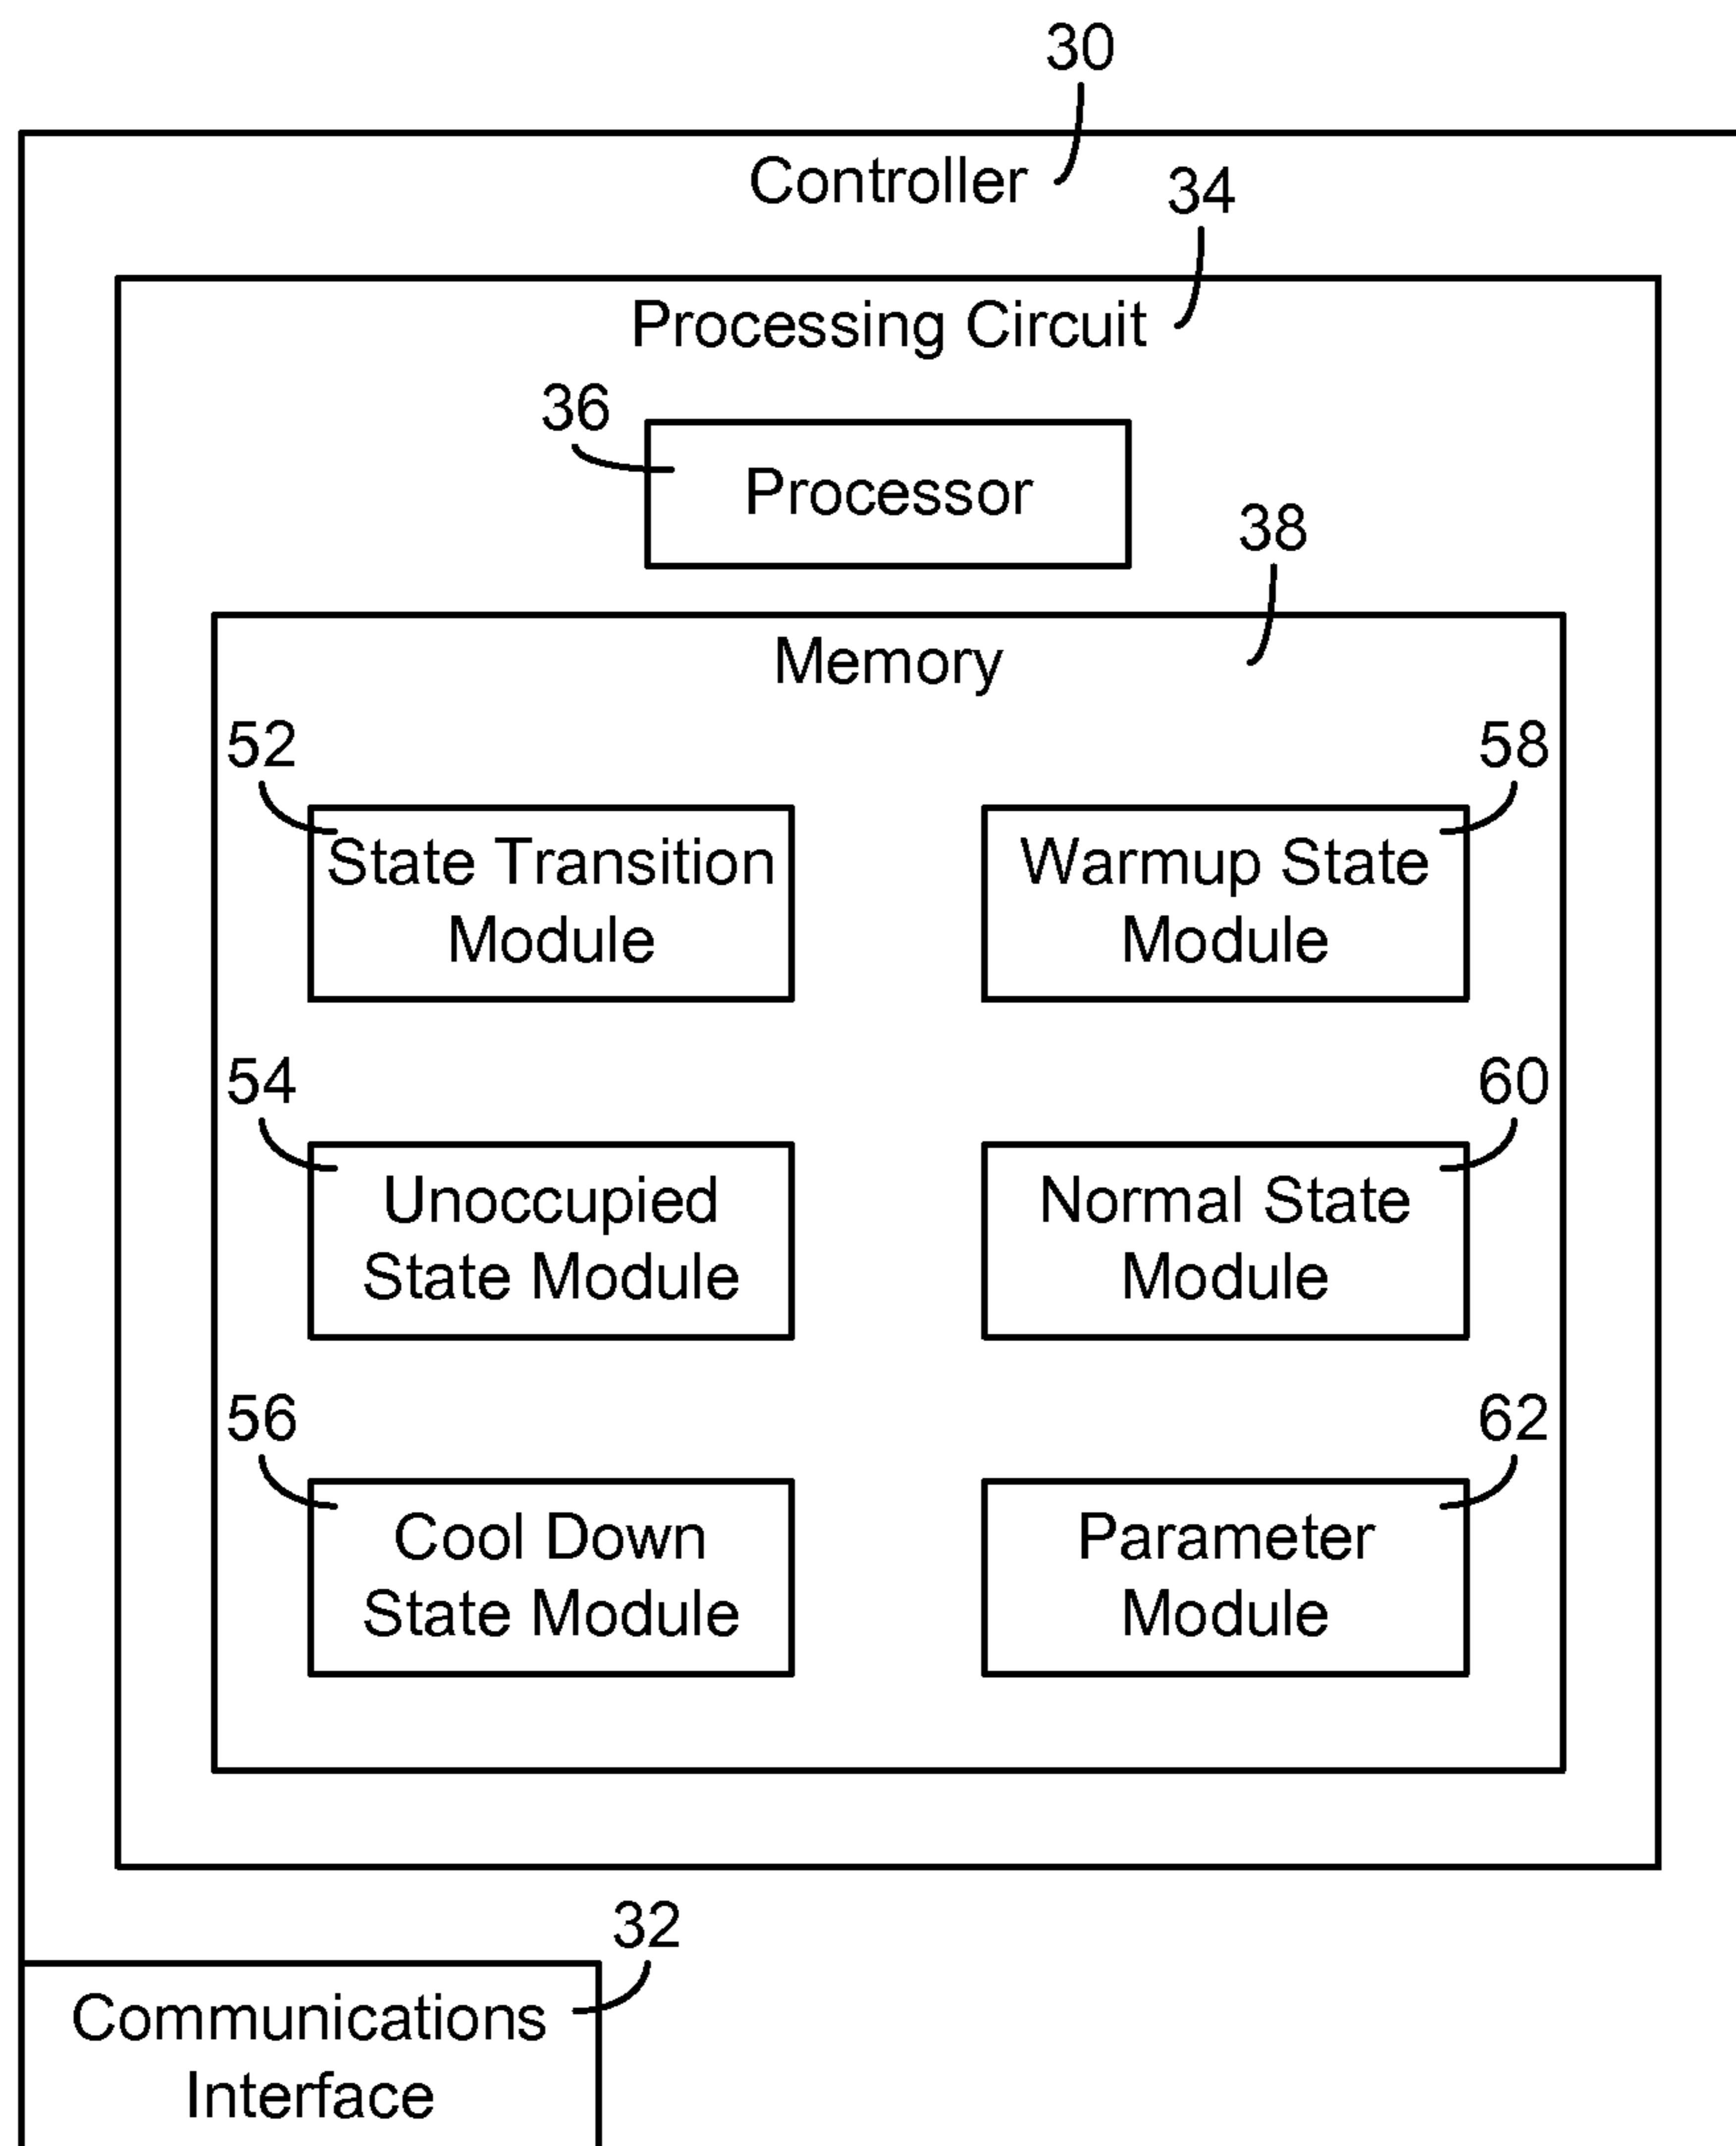 30
Controller
34
Processing Circuit
36
Processor
38
Memory
52
State Transition
Module
58
Warmup State
Module
54
Unoccupied
State Module
60
Normal State
Module
56
Cool Down
State Module
62
Parameter
Module
32
Communications
Interface